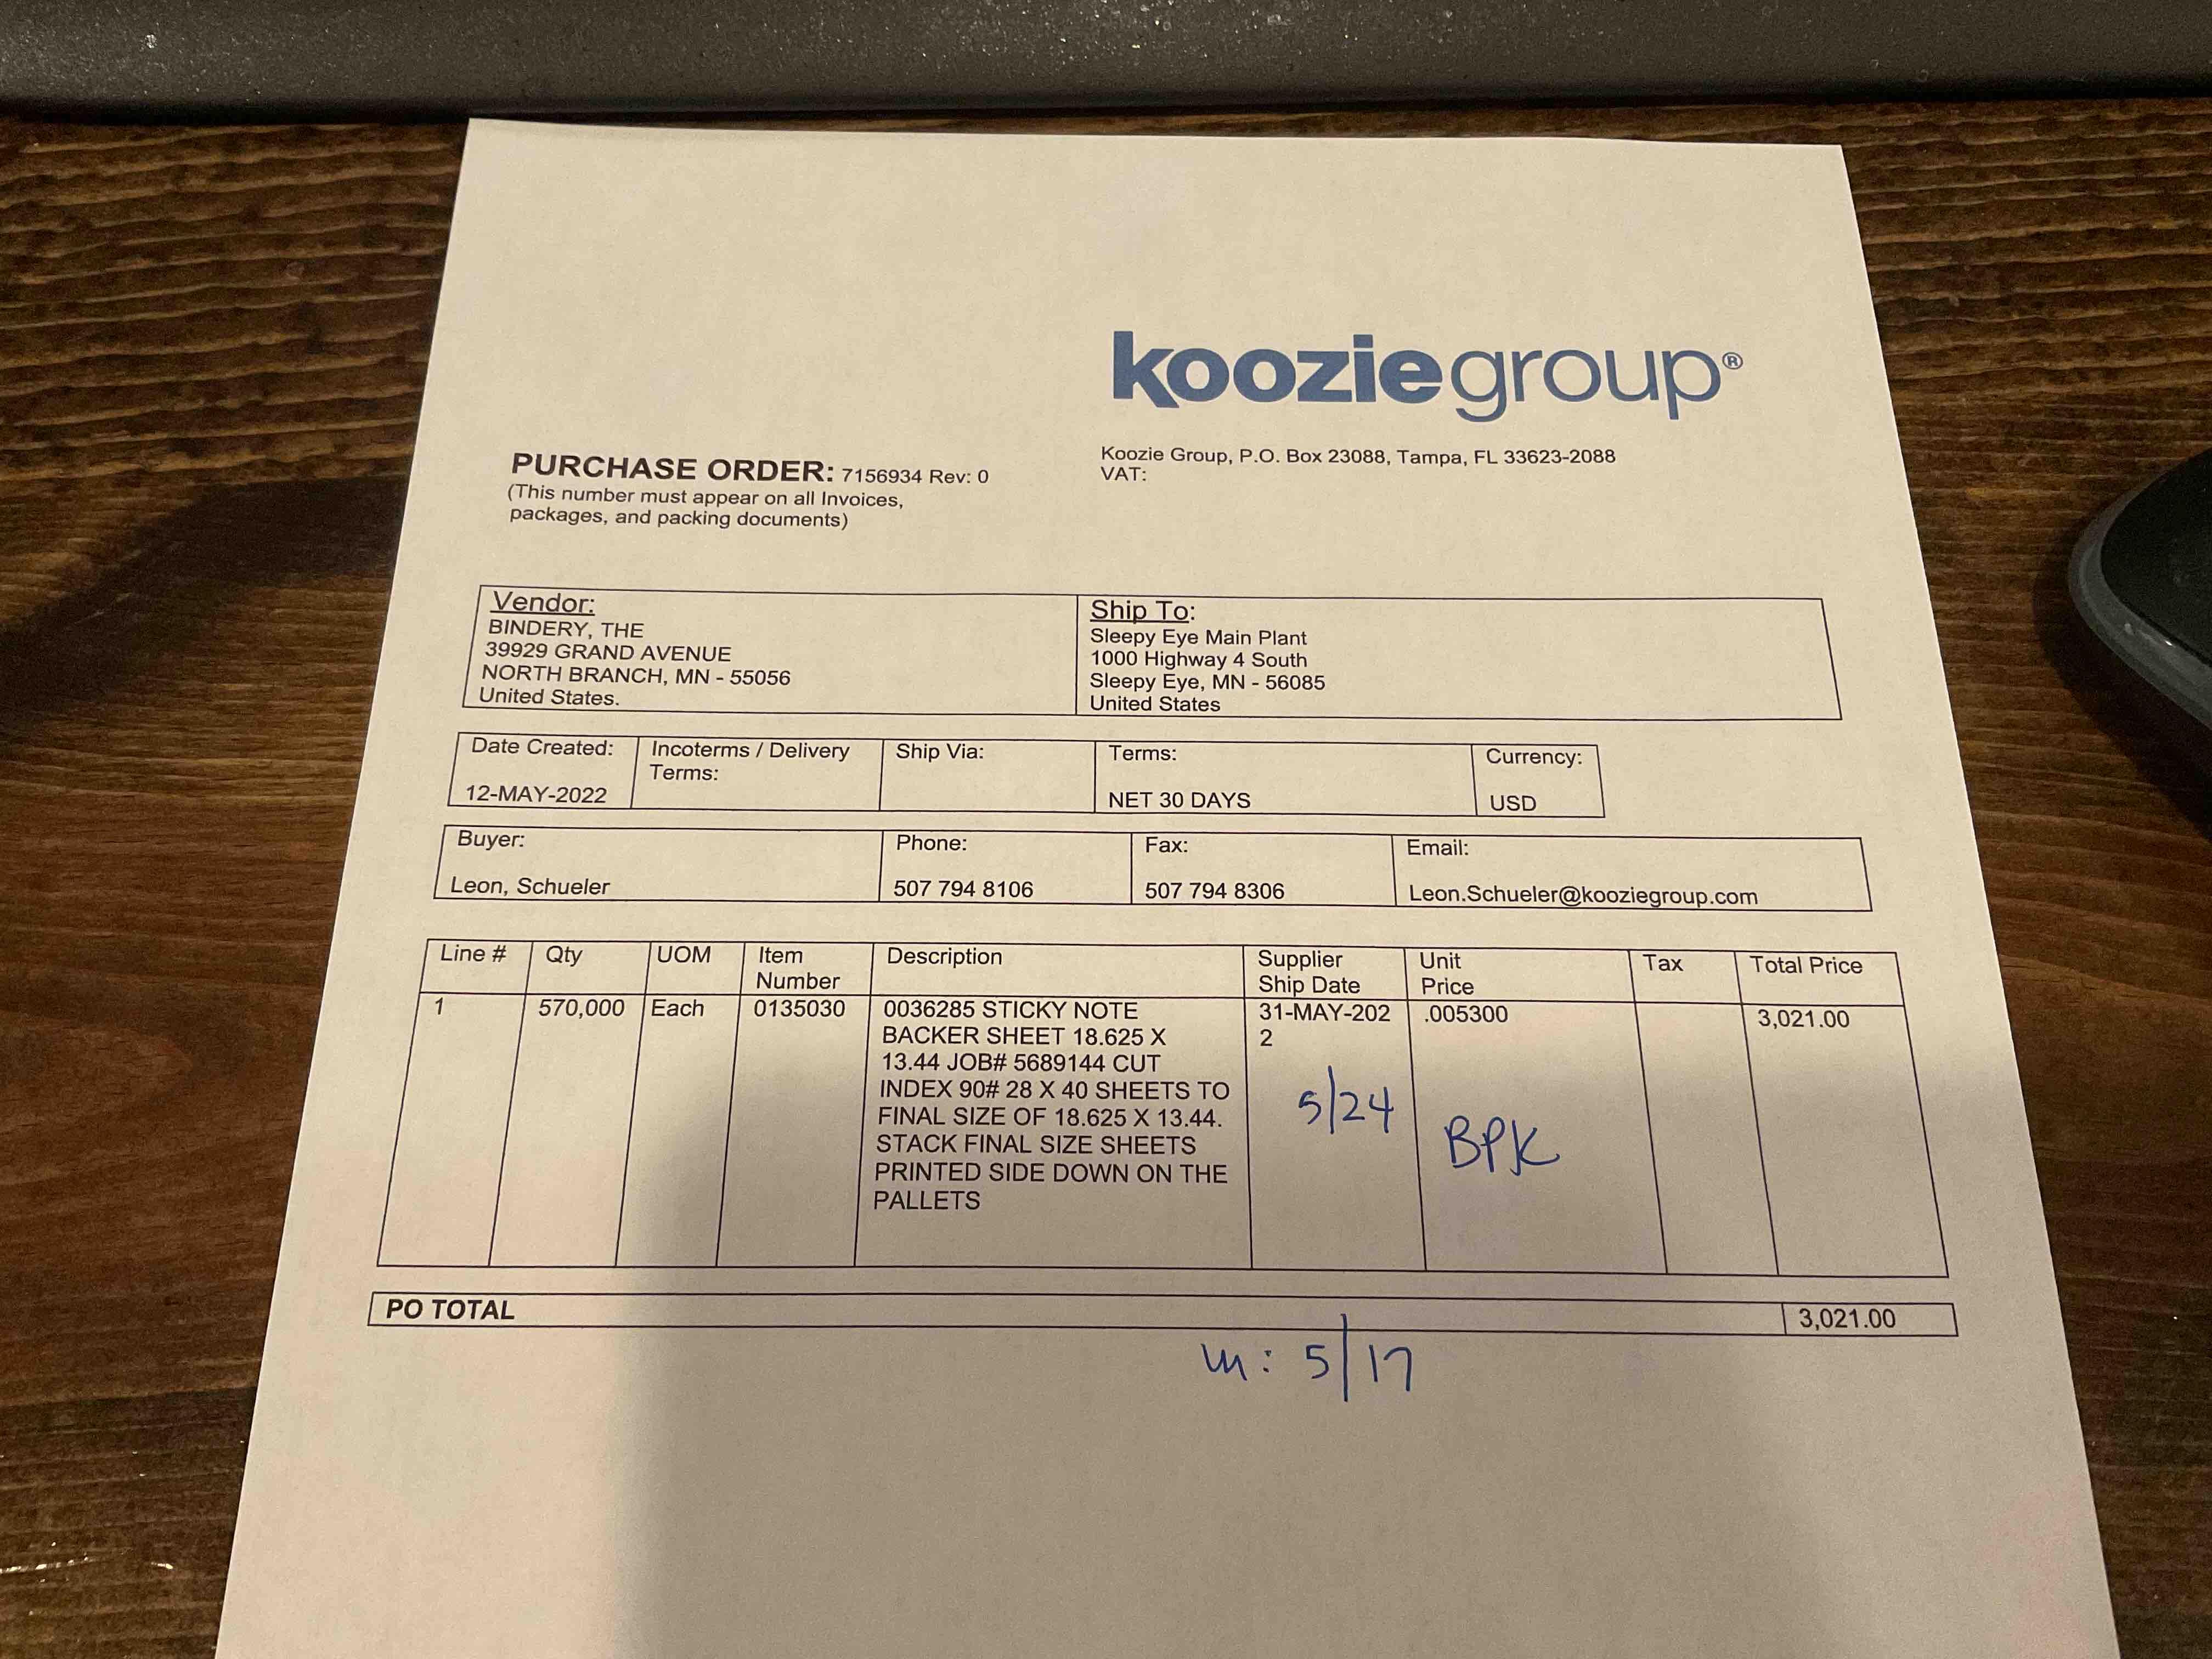 kooziegroup®
Koozie Group, P.O. Box 23088, Tampa, FL 33623-2088
VAT:
PURCHASE ORDER: 7156934 Rev: 0
(This number must appear on all Invoices,
packages, and packing documents)
Vendor:
BINDERY, THE
39929 GRAND AVENUE
NORTH BRANCH, MN - 55056
United States.
Ship To:
Sleepy Eye Main Plant
1000 Highway 4 South
Sleepy Eye, MN - 56085
United States
Date Created:
12-MAY-2022
Incoterms / Delivery
Terms:
Ship Via:
Terms:
NET 30 DAYS
Currency:
USD
Buyer:
Leon, Schueler
Phone:
507 794 8106
Fax:
507 794 8306
Email:
Leon.Schueler@kooziegroup.com
Line #
Qty
UOM
Item
Number
Description
Supplier
Ship Date
Unit
Price
Tax
Total Price
1
570,000
Each
0135030
0036285 STICKY NOTE
BACKER SHEET 18.625 X
13.44 JOB# 5689144 CUT
INDEX 90# 28 X 40 SHEETS TO
FINAL SIZE OF 18.625 X 13.44.
STACK FINAL SIZE SHEETS
PRINTED SIDE DOWN ON THE
PALLETS
31-MAY-202
2
5/24
.005300
BPK
3,021.00
PO TOTAL
3,021.00
: 5/17